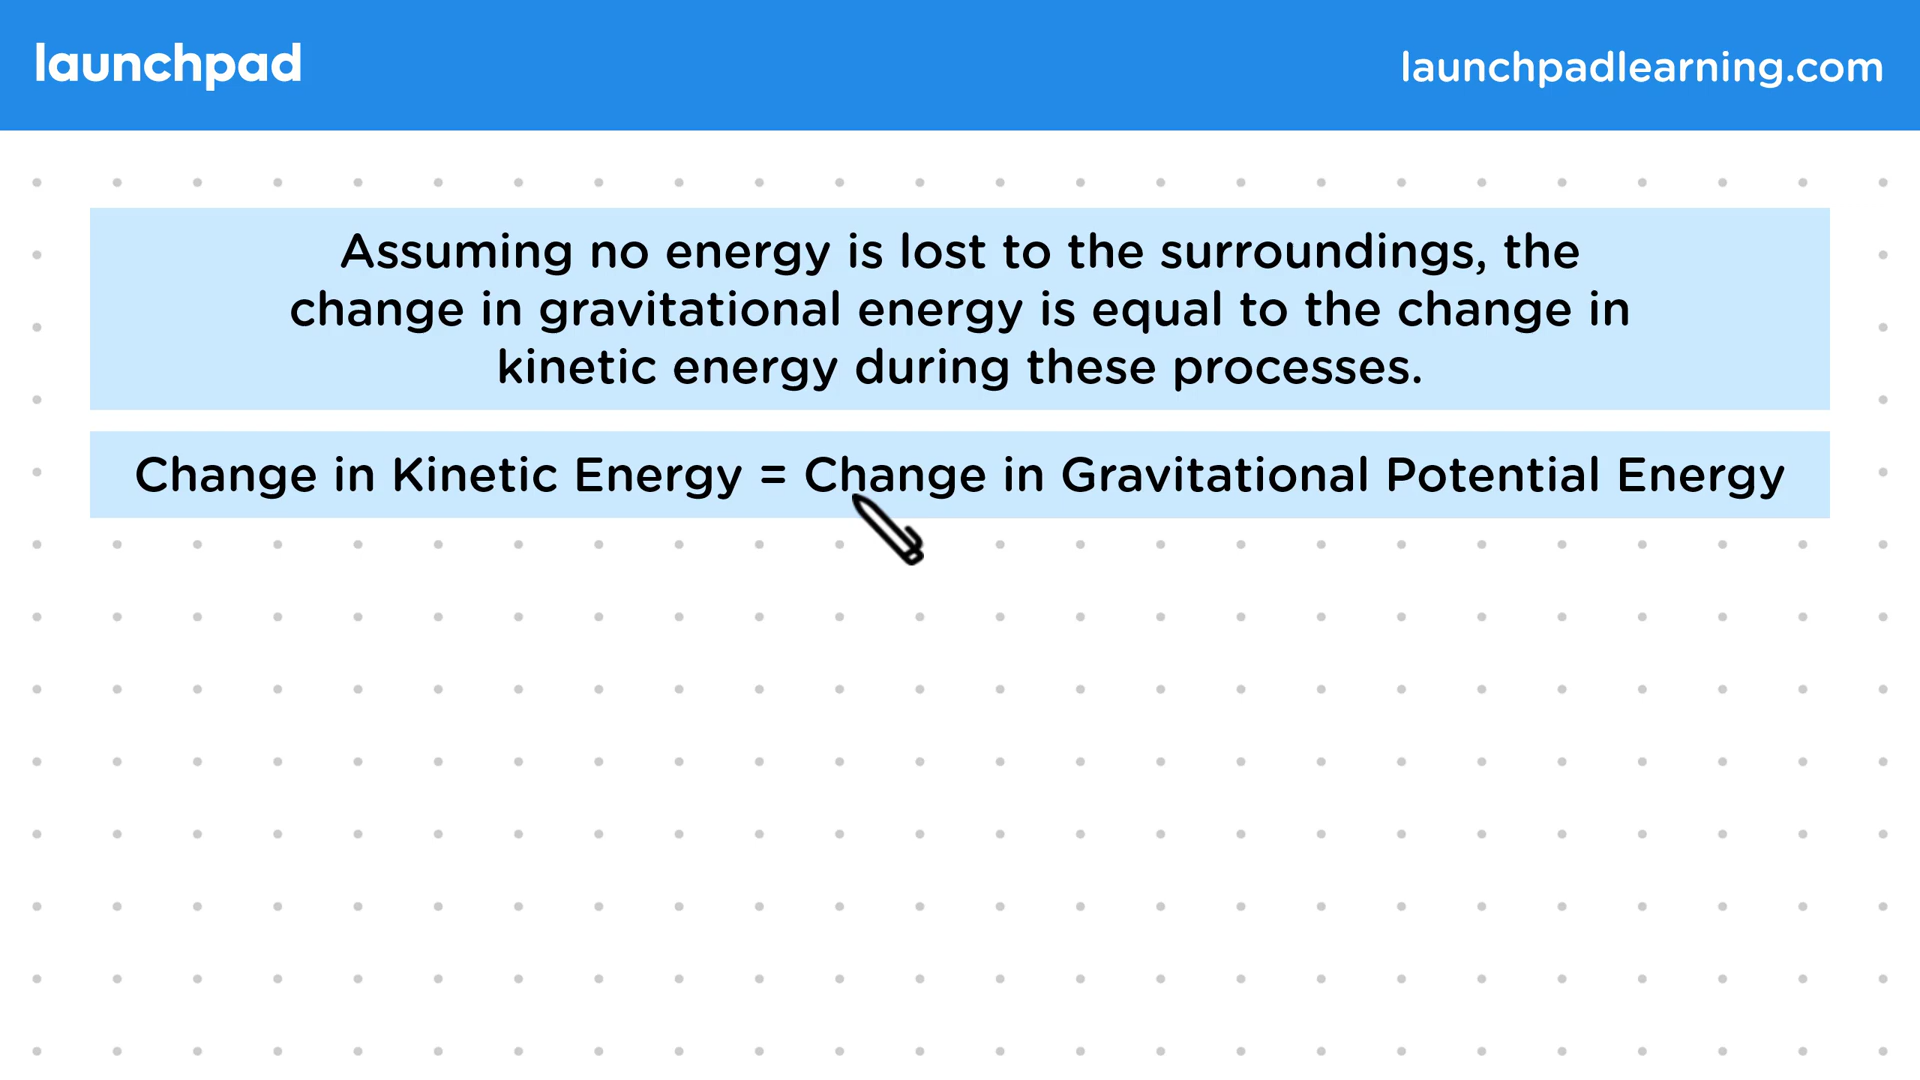 launchpad
launchpadlearning.com
Assuming no energy is lost to the surroundings, the
change in gravitational energy is equal to the change in
kinetic energy during these processes.
Change in Kinetic Energy = Change in Gravitational Potential Energy